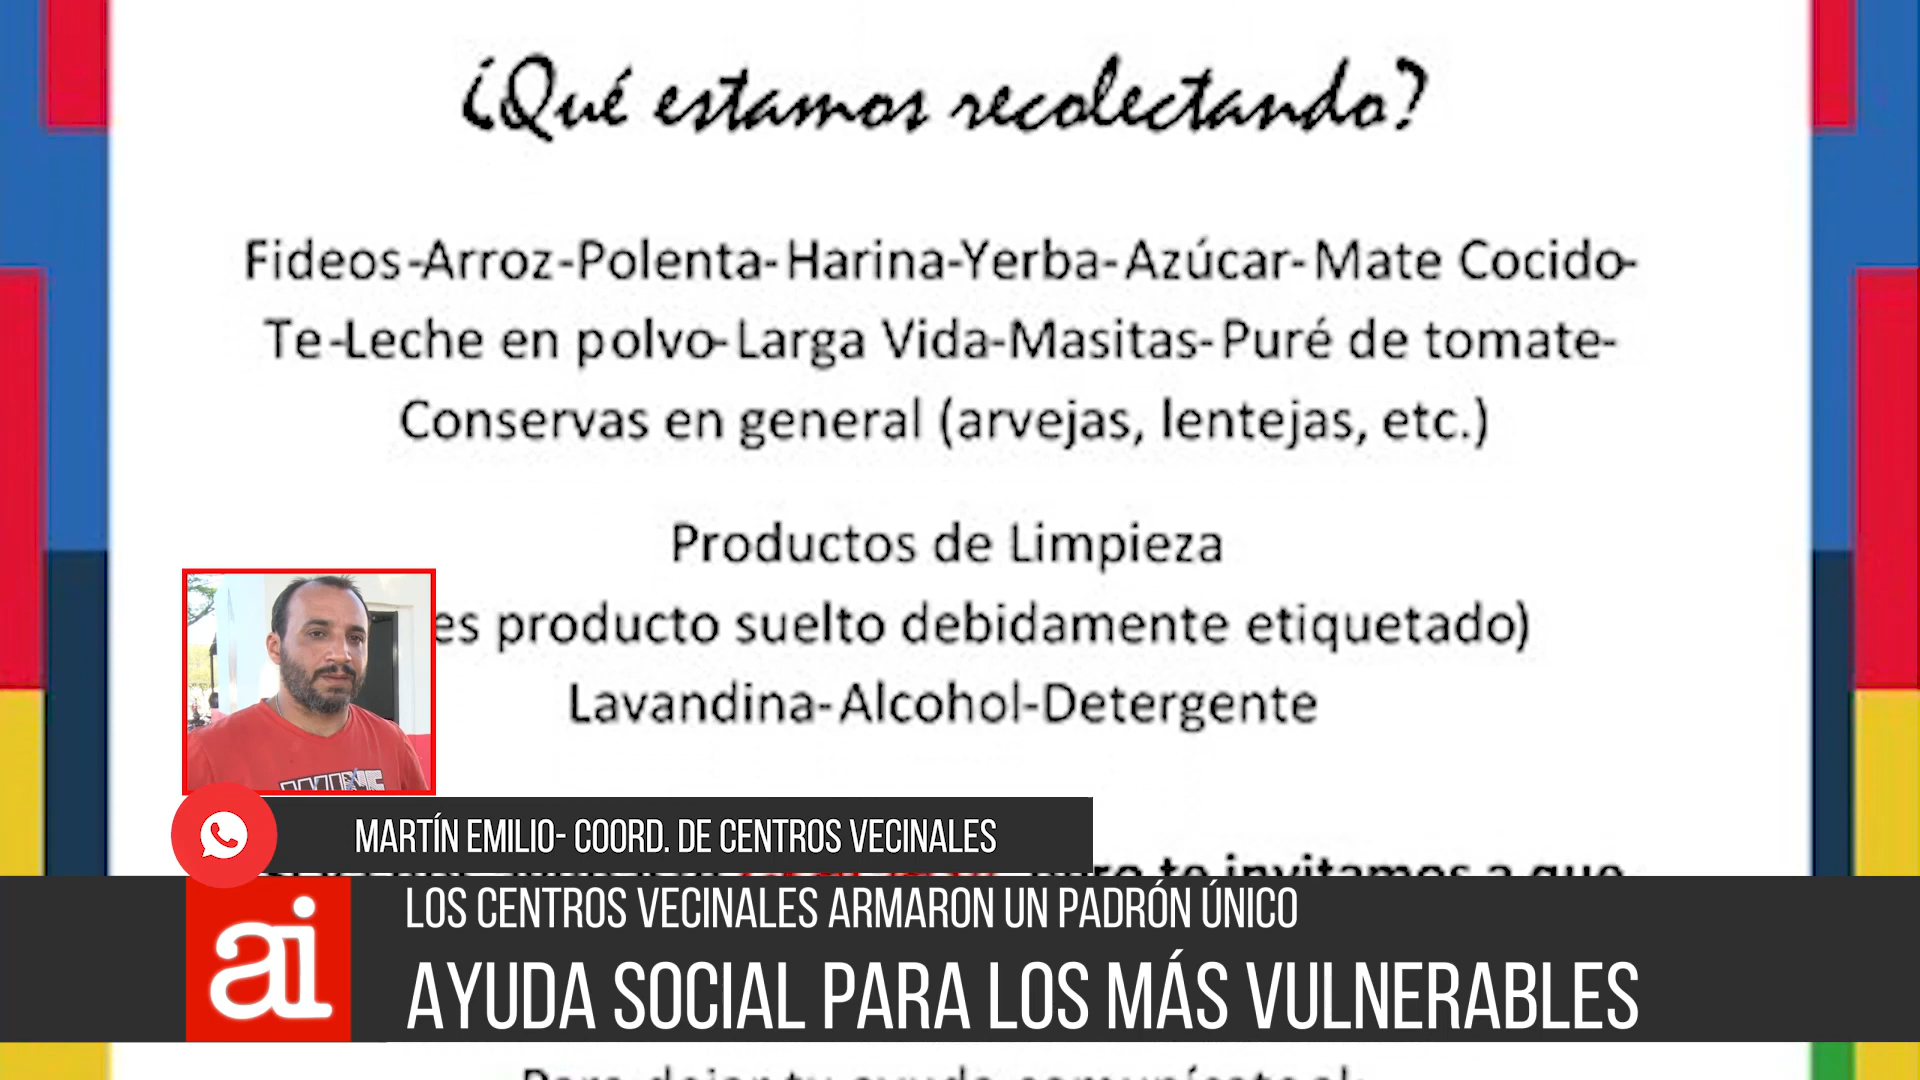 ¿Qué estamos recolectando?
Fideos-Arroz-Polenta-Harina-Yerba-Azúcar-Mate Cocido-
Te-Leche en polvo-Larga Vida-Masitas-Puré de tomate-
Conservas en general (arvejas, lentejas, etc.)
Productos de Limpieza
es producto suelto debidamente etiquetado)
Lavandina-Alcohol-Detergente
MARTÍN EMILIO- COORD. DE CENTROS VECINALES
te invitamos a que
ai
LOS CENTROS VECINALES ARMARON UN PADRÓN ÚNICO
AYUDA SOCIAL PARA LOS MÁS VULNERABLES